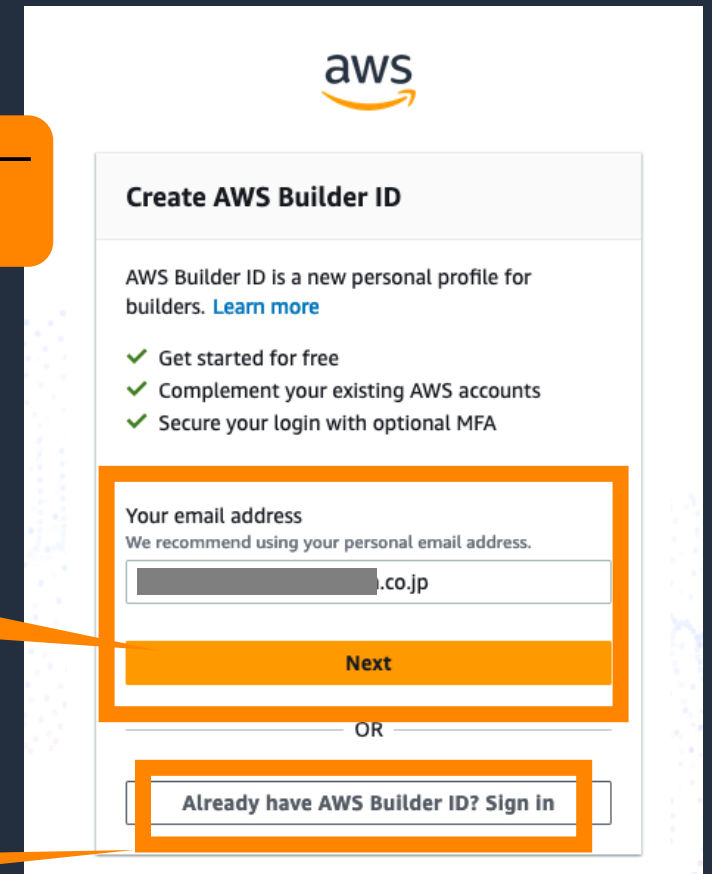 aws
Create AWS Builder ID
AWS Builder ID is a new personal profile for
builders. Learn more
Get started for free
Complement your existing AWS accounts
Secure your login with optional MFA
Your email address
We recommend using your personal email address.
.co.jp
Next
OR
Already have AWS Builder ID? Sign in